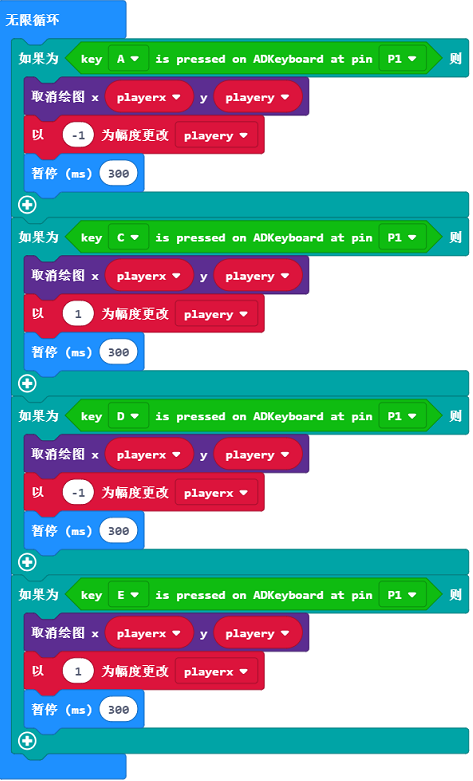 无限循环
如果为 key A is pressed on ADKeyboard at pin P1 则
取消绘图 x playerx y playery
以 -1 为幅度更改 playery
暂停 (ms) 300
如果为 key C is pressed on ADKeyboard at pin P1 则
取消绘图 x playerx y playery
以 1 为幅度更改 playery
暂停 (ms) 300
如果为 key D is pressed on ADKeyboard at pin P1 则
取消绘图 x playerx y playery
以 -1 为幅度更改 playerx
暂停 (ms) 300
如果为 key E is pressed on ADKeyboard at pin P1 则
取消绘图 x playerx y playery
以 1 为幅度更改 playerx
暂停 (ms) 300